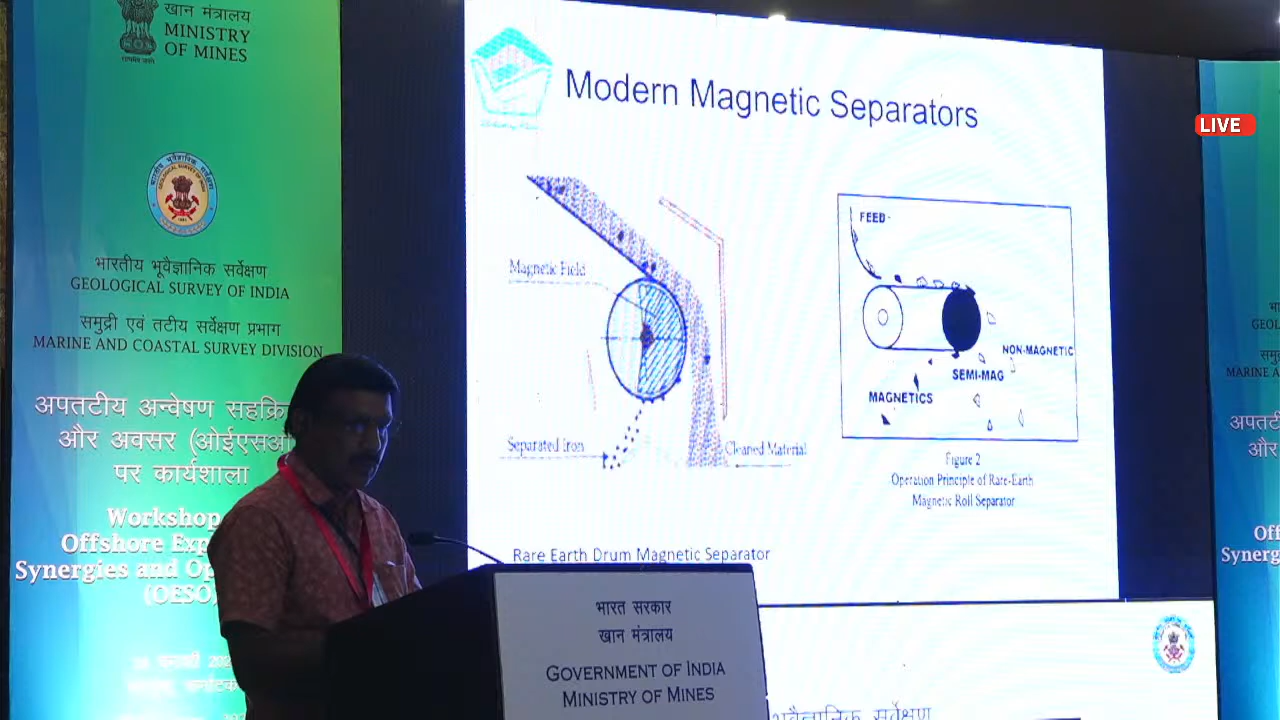 खान मंत्रालय
MINISTRY
OF MINES
भारतीय भूवैज्ञानिक सर्वेक्षण
GEOLOGICAL SURVEY OF INDIA
समुद्री एवं तटीय सर्वेक्षण प्रभाग
MARINE AND COASTAL SURVEY DIVISION
अपतटीय अन्वेषण
और अवसर
पर कार्यशाला
Workshop
Offshore
Synergies and
(OESO)
Modern Magnetic Separators
Magnetic Field
Separated Iron
Cleaned Material
Rare Earth Drum Magnetic Separator
FEED
NON-MAGNETIC
SEMI-MAG
MAGNETICS
Figure 2
Operation Principle of Rare-Earth
Magnetic Roll Separator
LIVE
भारत सरकार
खान मंत्रालय
GOVERNMENT OF INDIA
MINISTRY OF MINES